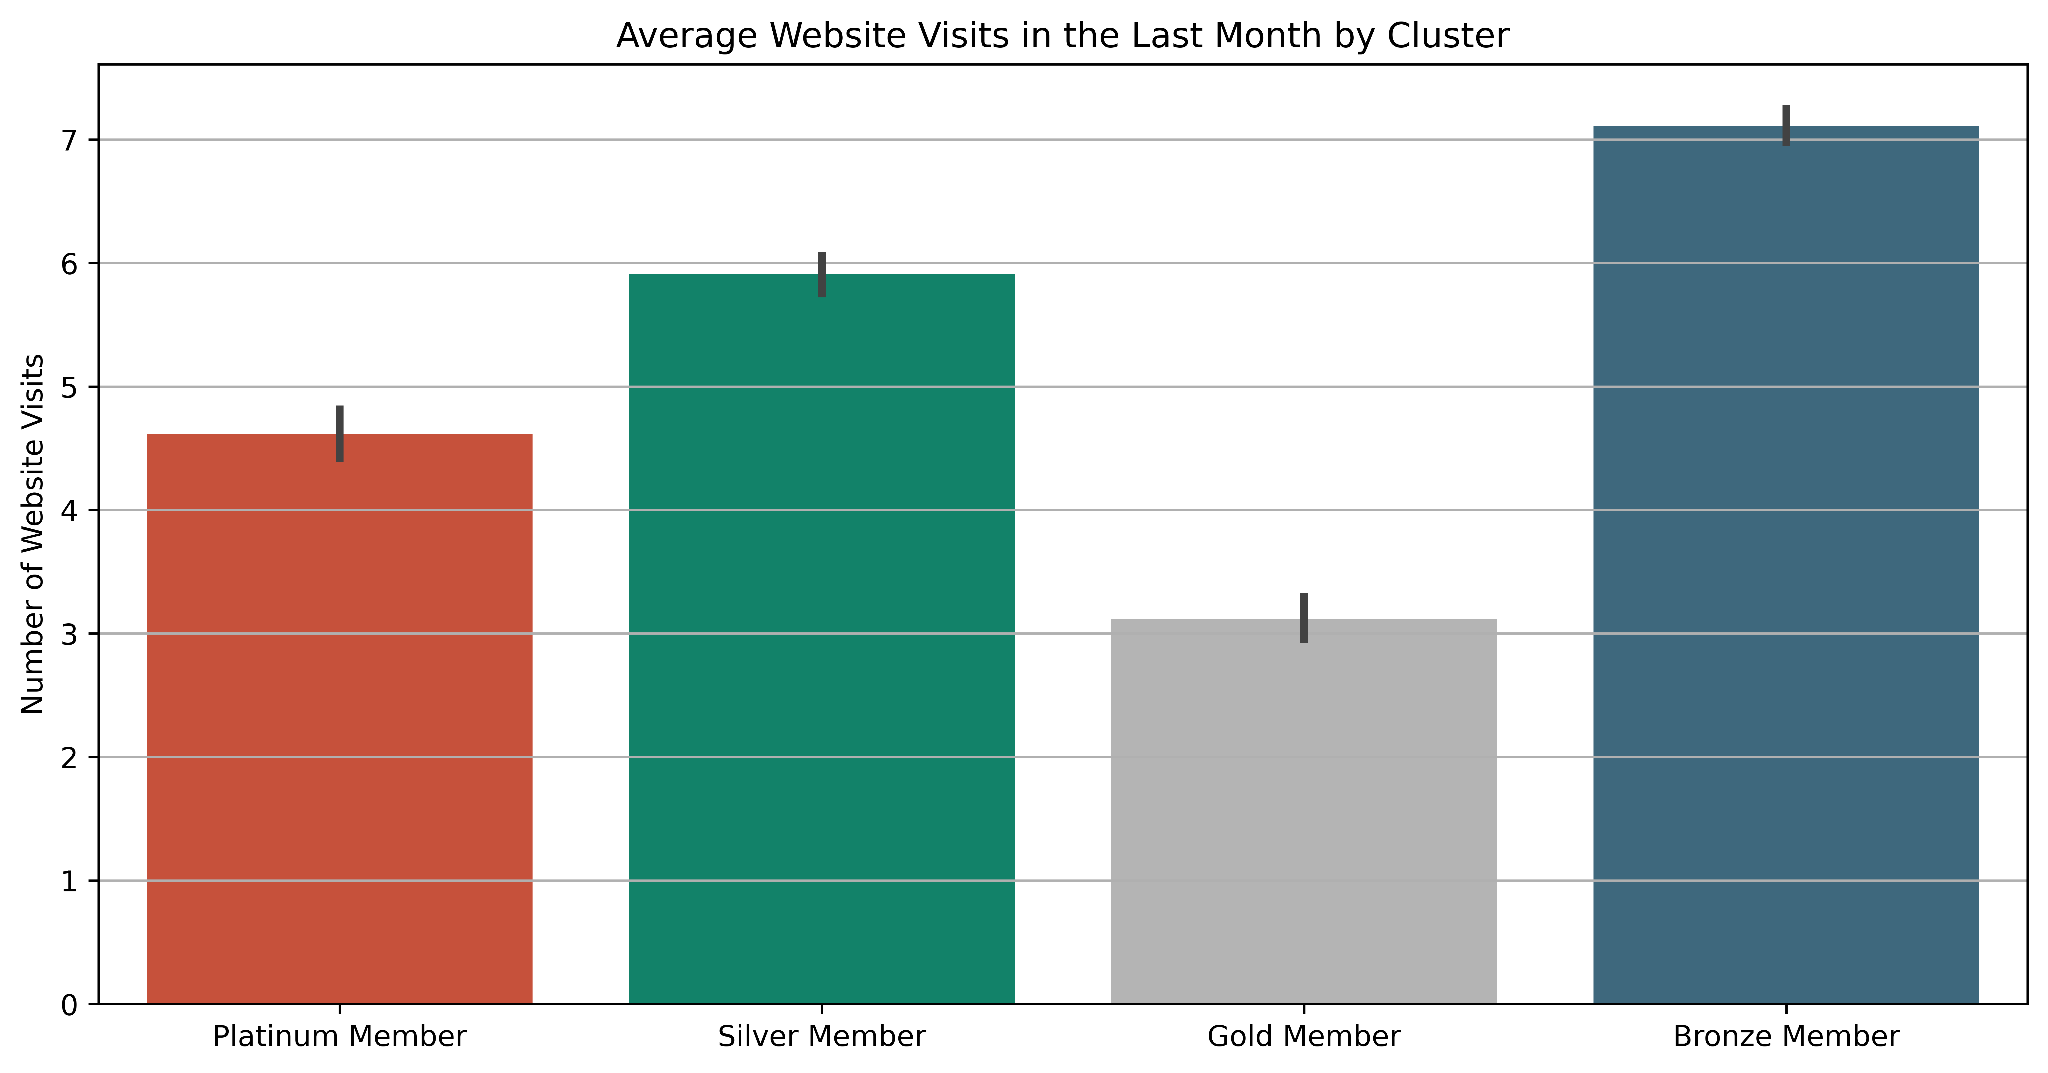 Average Website Visits in the Last Month by Cluster
Number of Website Visits
7
6
5
4
3
2
1
0
Platinum Member
Silver Member
Gold Member
Bronze Member